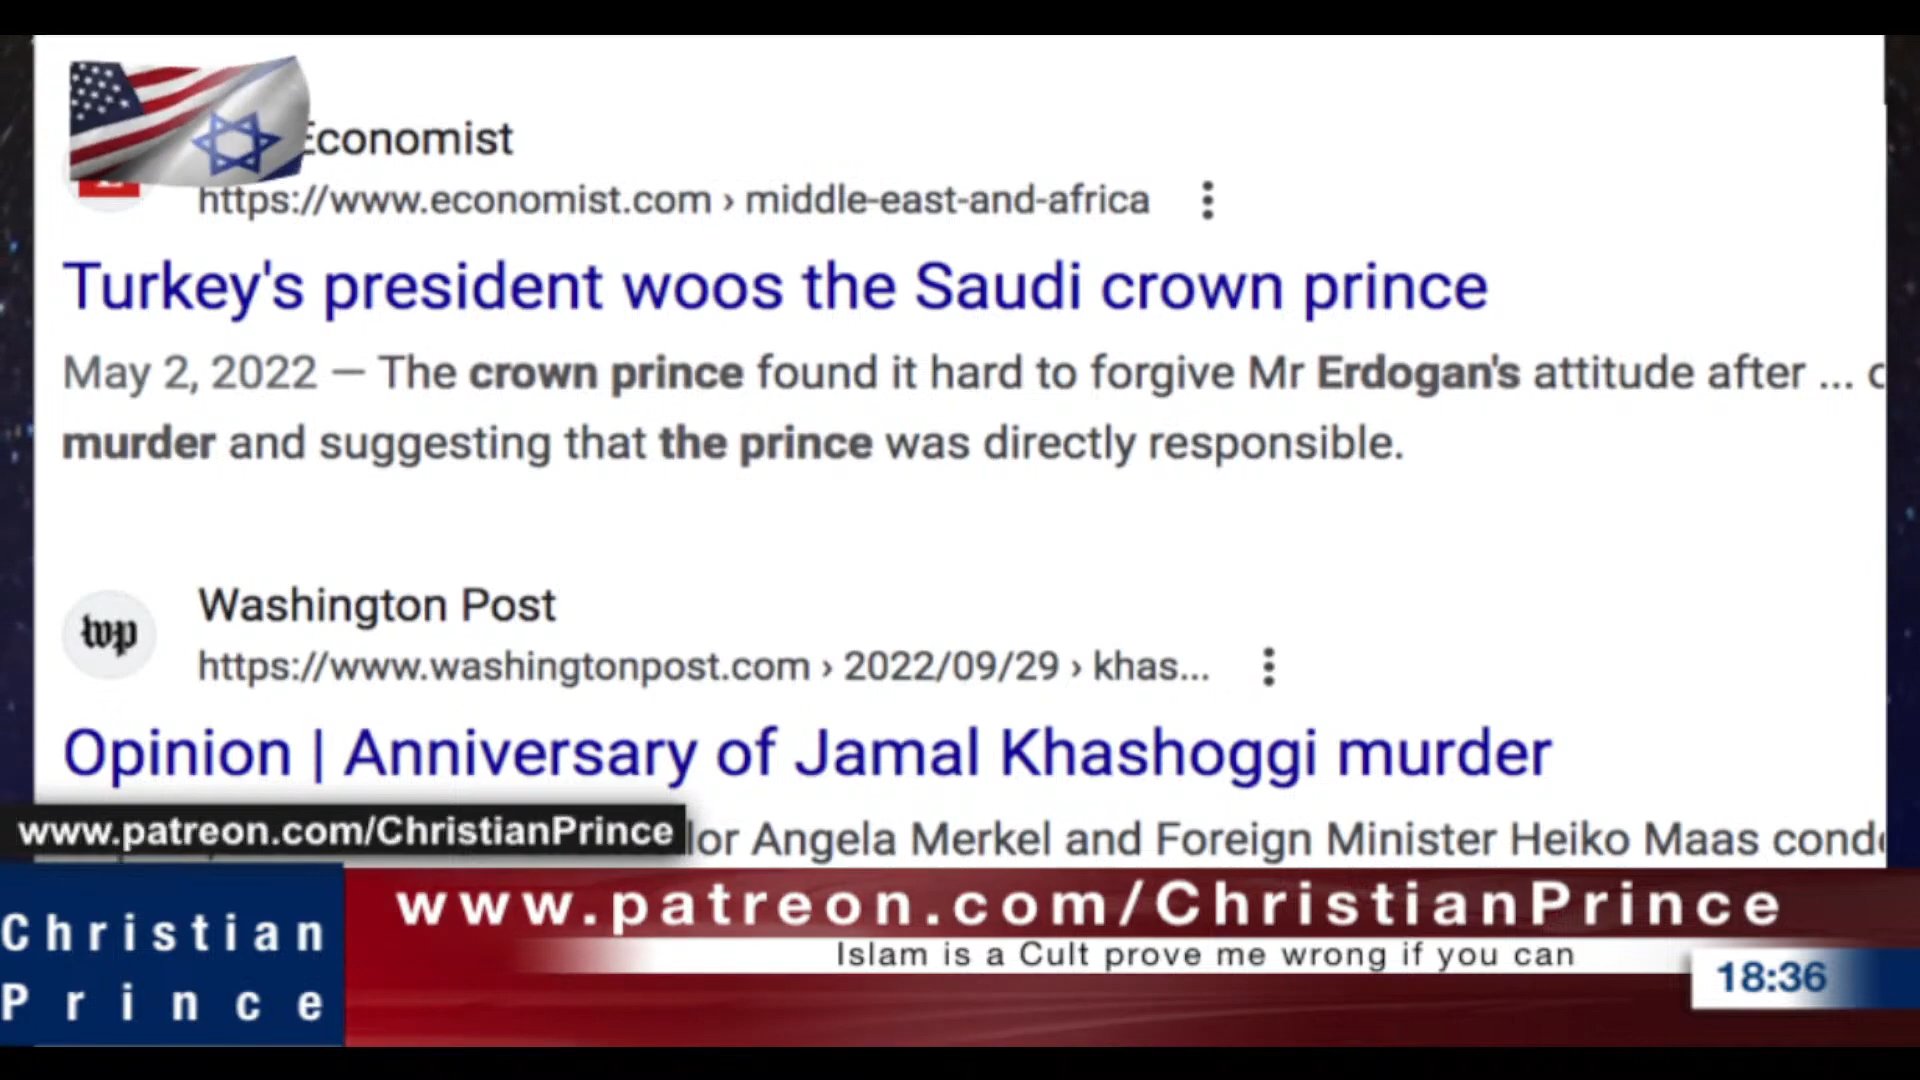 Economist
https://www.economist.com › middle-east-and-africa
Turkey's president woos the Saudi crown prince
May 2, 2022 — The crown prince found it hard to forgive Mr Erdogan's attitude after ...
murder and suggesting that the prince was directly responsible.
wp
Washington Post
https://www.washingtonpost.com › 2022/09/29 › khas...
Opinion | Anniversary of Jamal Khashoggi murder
www.patreon.com/ChristianPrince
lor Angela Merkel and Foreign Minister Heiko Maas cond
Christian
Prince
www.patreon.com/ChristianPrince
Islam is a Cult prove me wrong if you can
18:36